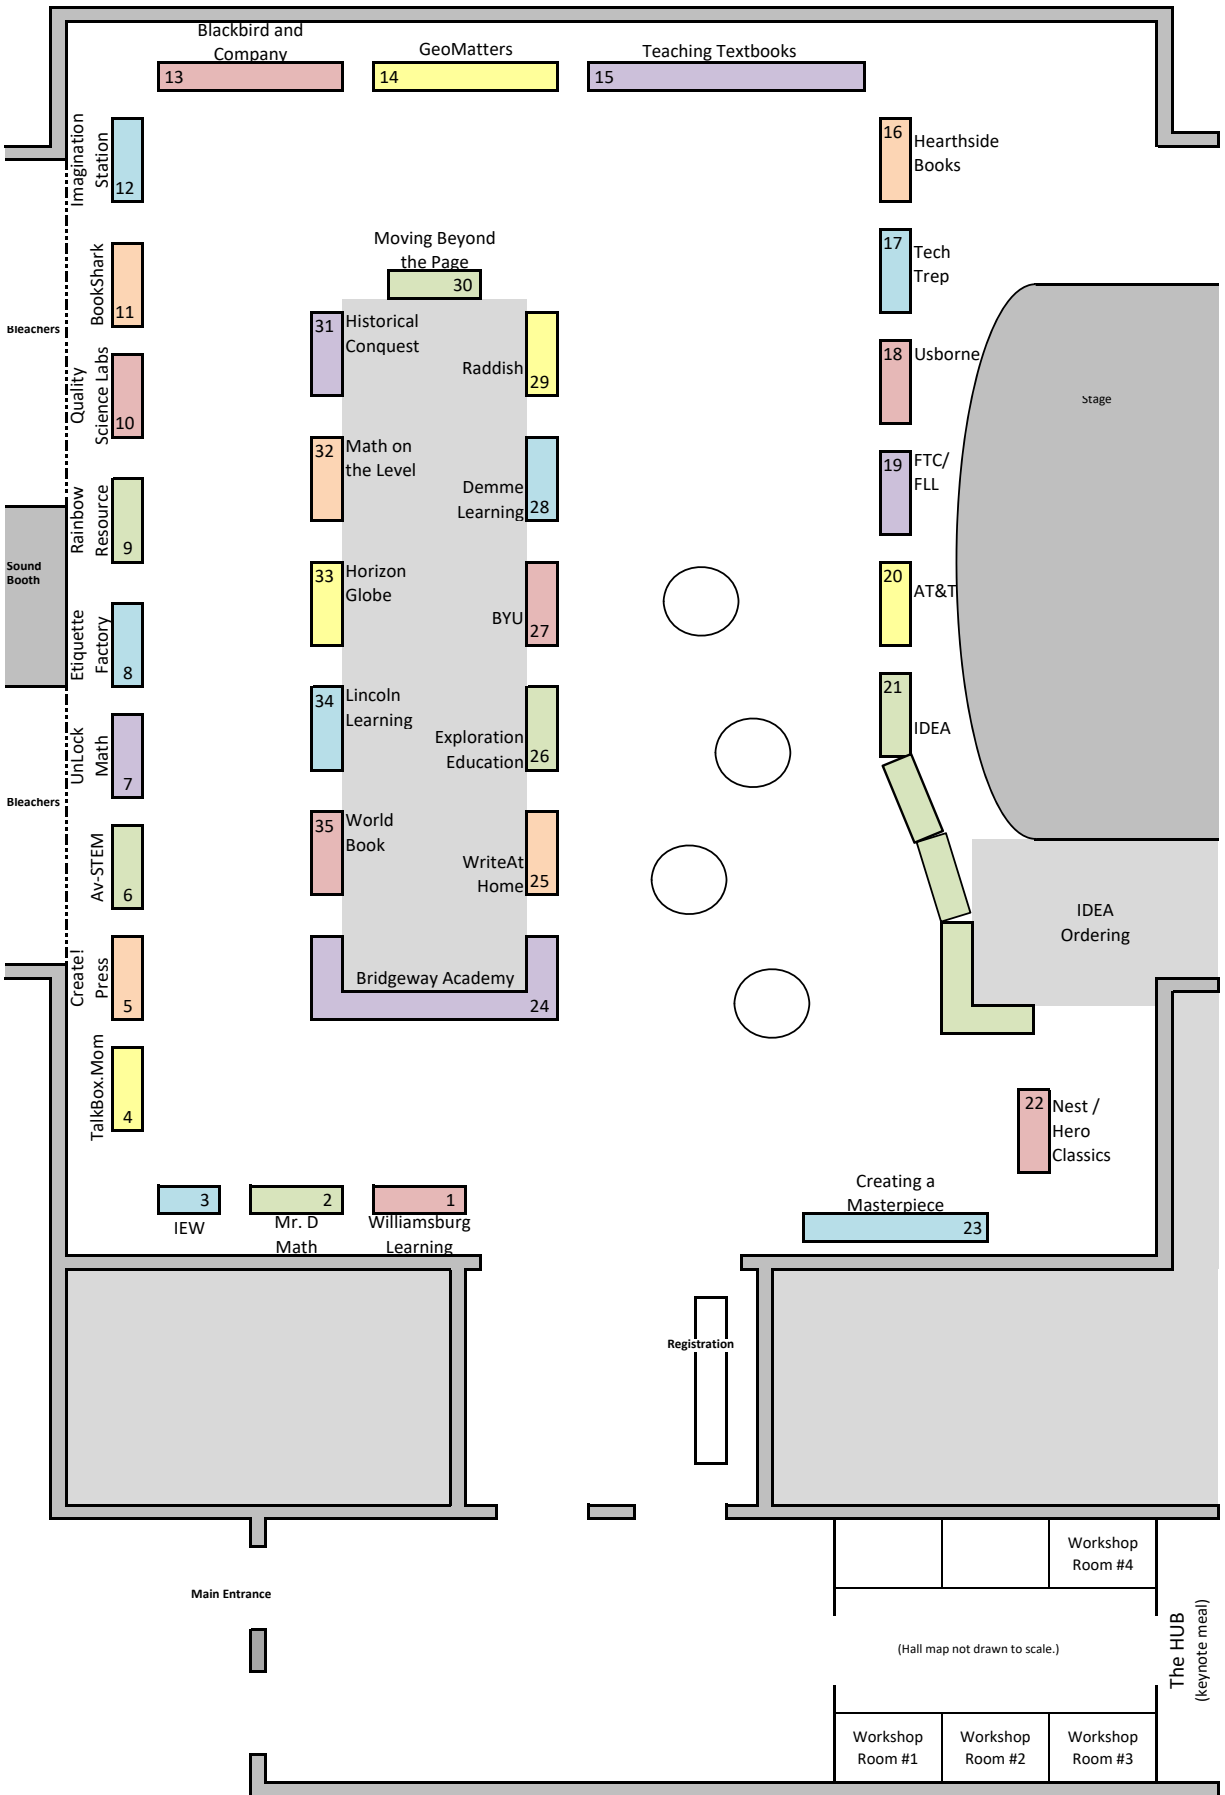 Blackbird and
Company
13
GeoMatters
14
Teaching Textbooks
15
Imagination
Station
12
16
Hearthside
Books
BookShark
11
17
Tech
Trep
Moving Beyond
the Page
30
Bleachers
31
Historical
Conquest
Raddish
29
18
Usborne
Stage
Quality
Science Labs
10
32
Math on
the Level
Demme
Learning
28
19
FTC/
FLL
Rainbow
Resource
9
Sound
Booth
33
Horizon
Globe
BYU
27
20
AT&T
Etiquette
Factory
8
34
Lincoln
Learning
Exploration
Education
26
21
IDEA
UnLock
Math
7
Bleachers
35
World
Book
WriteAt
Home
25
Av-STEM
6
IDEA
Ordering
Create!
Press
5
Bridgeway Academy
24
TalkBox.Mom
4
22
Nest /
Hero
Classics
3
IEW
2
Mr. D
Math
1
Williamsburg
Learning
Creating a
Masterpiece
23
Registration
Main Entrance
Workshop
Room #4
(Hall map not drawn to scale.)
The HUB
(keynote meal)
Workshop
Room #1
Workshop
Room #2
Workshop
Room #3